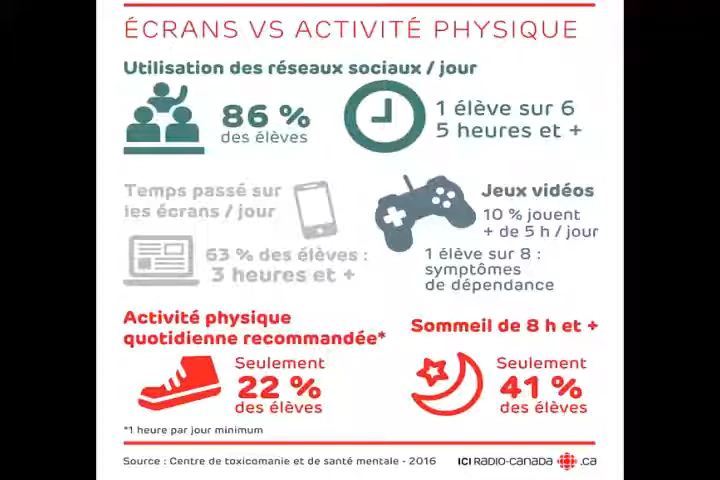 ÉCRANS VS ACTIVITÉ PHYSIQUE
Utilisation des réseaux sociaux / jour
86 %
des élèves
1 élève sur 6
5 heures et +
Temps passé sur
les écrans / jour
63 % des élèves :
3 heures et +
Jeux vidéos
10 % jouent
+ de 5 h / jour
1 élève sur 8 :
symptômes
de dépendance
Activité physique
quotidienne recommandée*
Seulement
22 %
des élèves
Sommeil de 8 h et +
Seulement
41 %
des élèves
*1 heure par jour minimum
Source : Centre de toxicomanie et de santé mentale - 2016
ICI RADIO-CANADA .ca